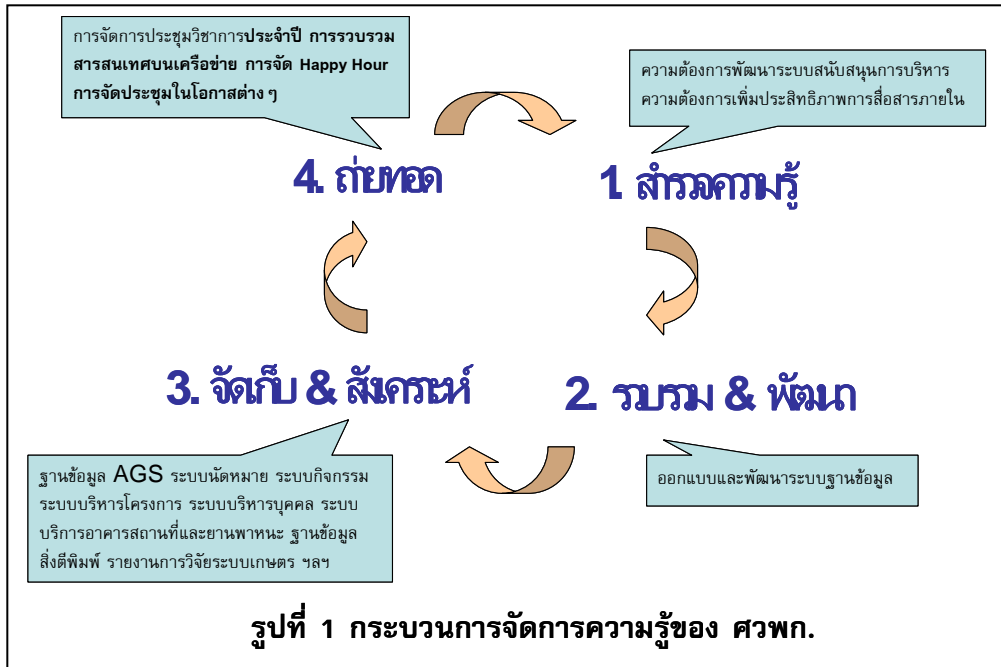 การจัดการประชุมวิชาการประจำปี การรวบรวม
สารสนเทศบนเครือข่าย การจัด Happy Hour
การจัดประชุมในโอกาสต่าง ๆ
ความต้องการพัฒนาระบบสนับสนุนการบริหาร
ความต้องการเพิ่มประสิทธิภาพการสื่อสารภายใน
4. ถ่ายทอด
1. สำรวจความรู้
3. จัดเก็บ & สังเคราะห์
2. รวบรวม & พัฒนา
ฐานข้อมูล AGS ระบบนัดหมาย ระบบกิจกรรม
ระบบบริหารโครงการ ระบบบริหารบุคคล ระบบ
บริการอาคารสถานที่และยานพาหนะ ฐานข้อมูล
สิ่งตีพิมพ์ รายงานการวิจัยระบบเกษตร ฯลฯ
ออกแบบและพัฒนาระบบฐานข้อมูล
รูปที่ 1 กระบวนการจัดการความรู้ของ ศวพก.